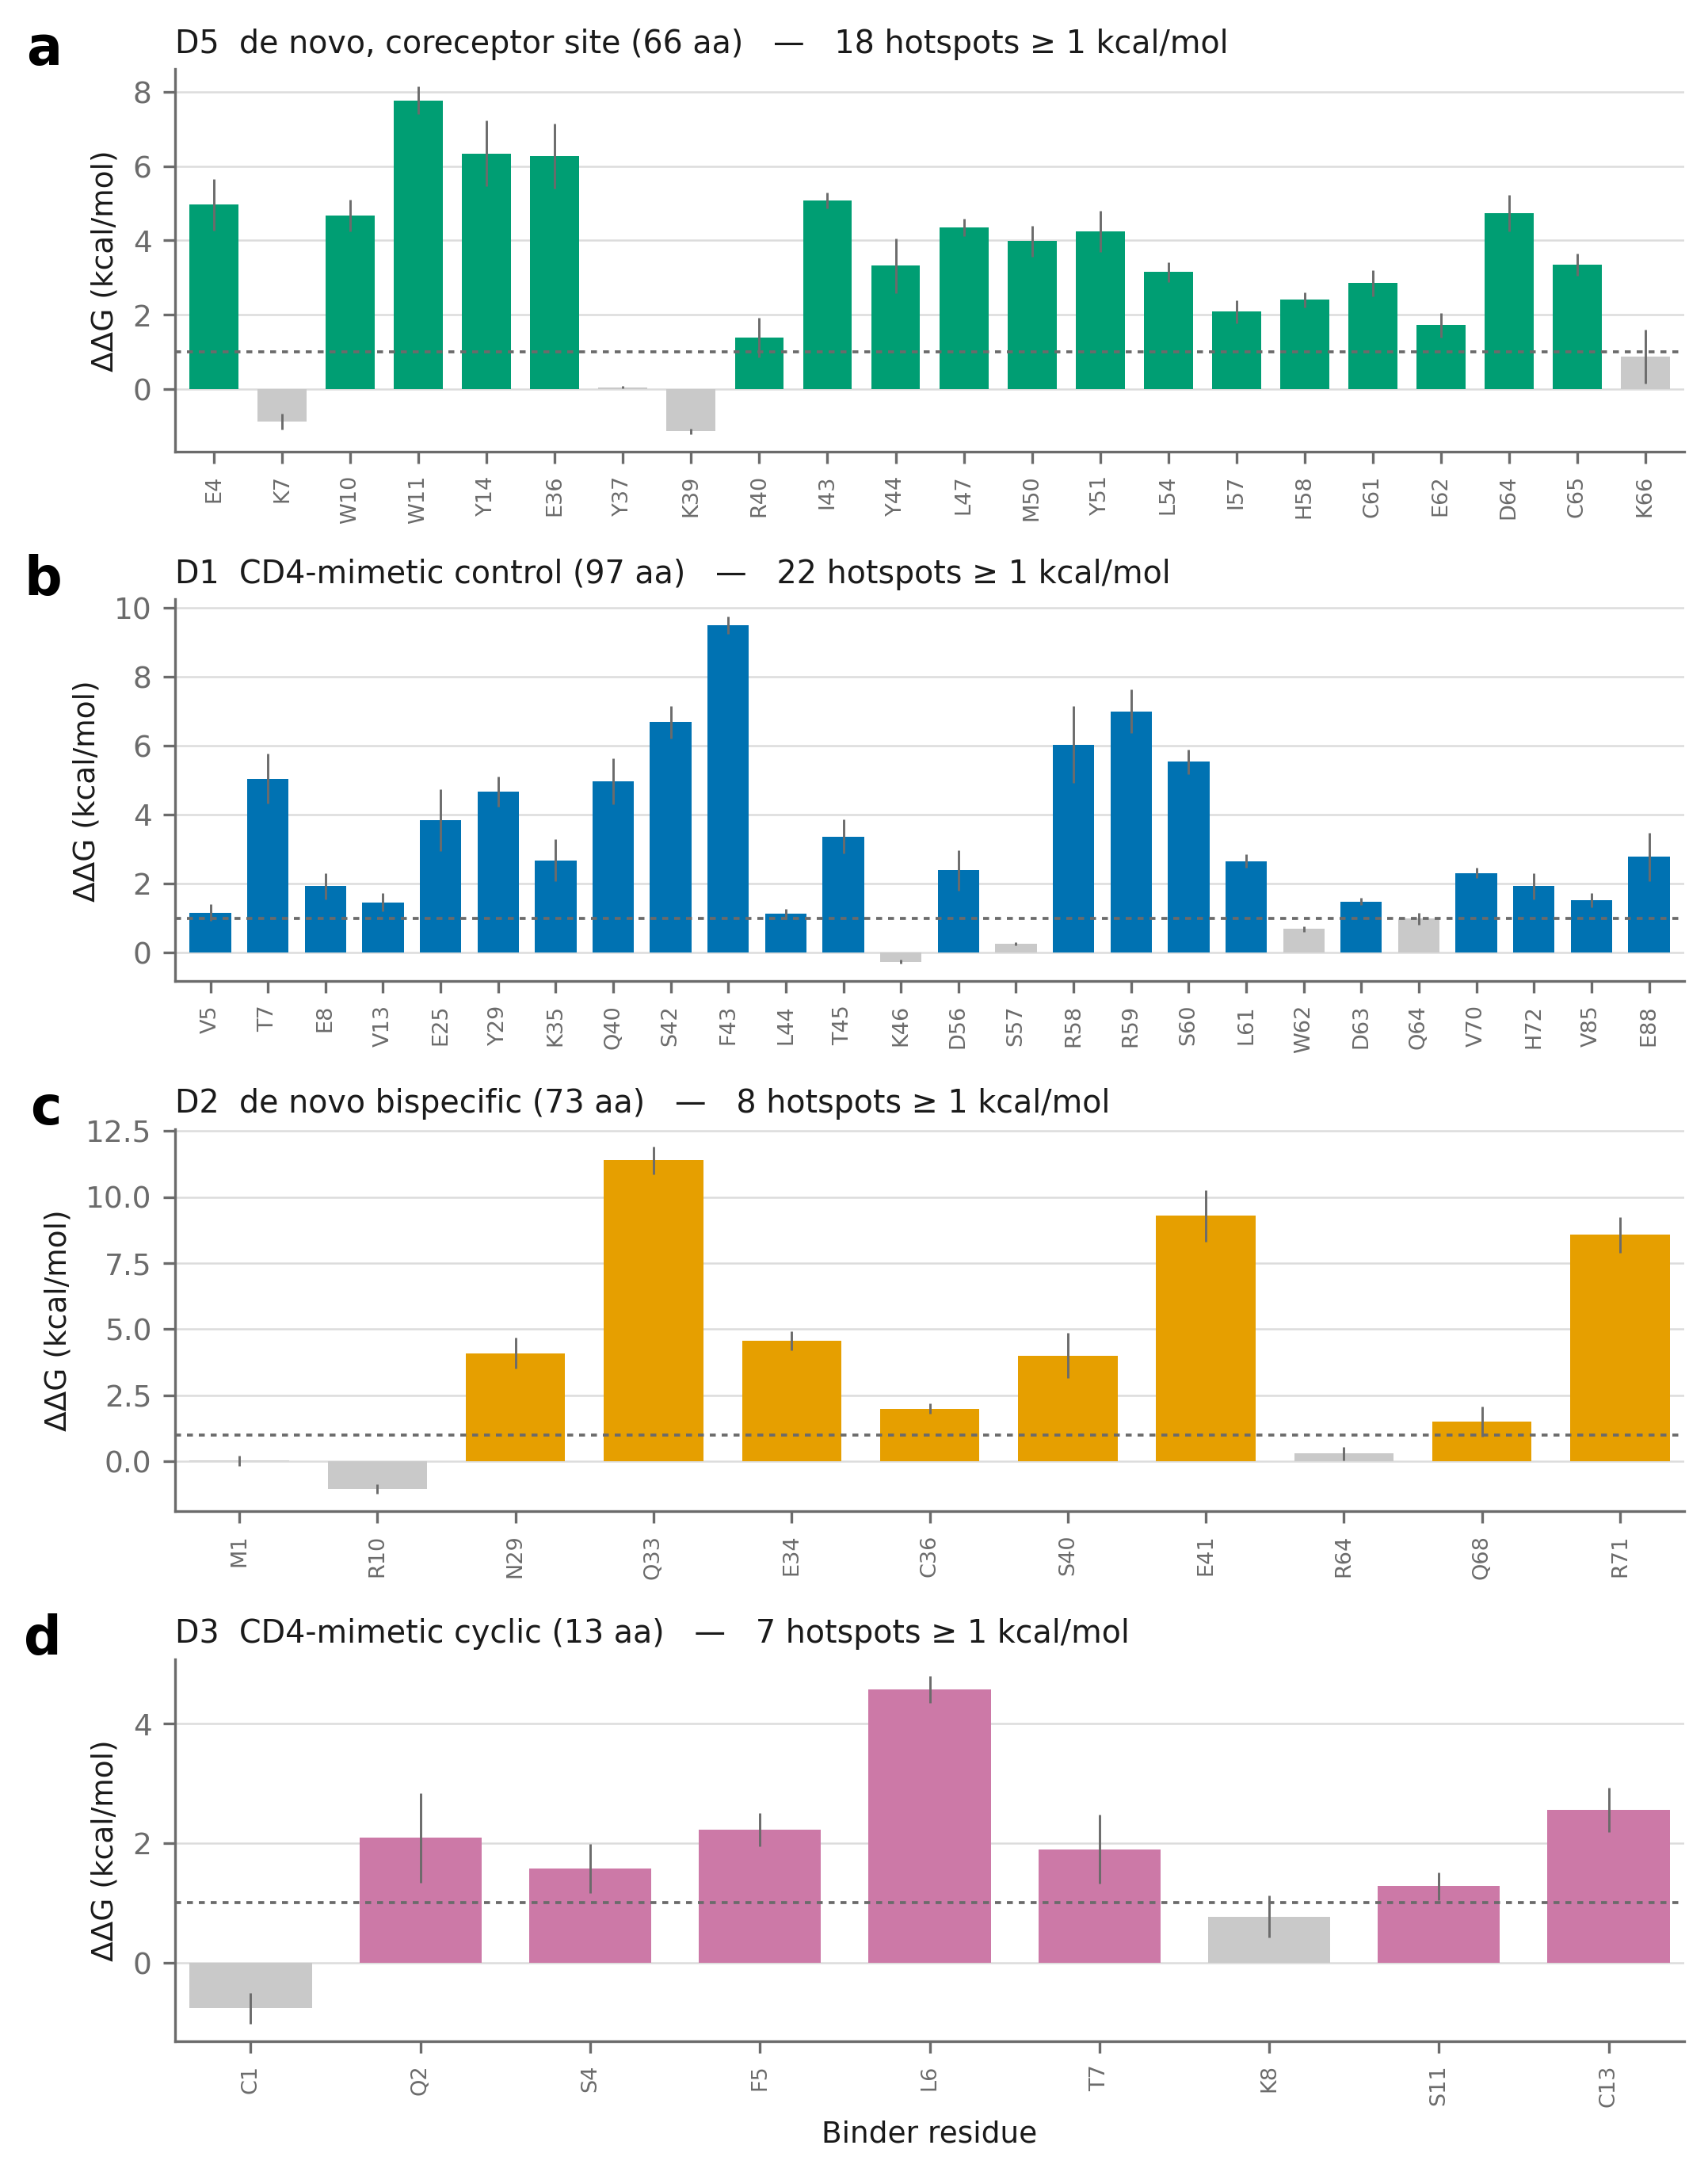 a
D5 de novo, coreceptor site (66 aa) — 18 hotspots ≥ 1 kcal/mol
ΔΔG (kcal/mol)
8
6
4
2
0
E4 K7 W10 W11 Y14 E36 Y37 K39 R40 I43 Y44 L47 M50 Y51 L54 I57 H58 C61 E62 D64 C65 K66
b
D1 CD4-mimetic control (97 aa) — 22 hotspots ≥ 1 kcal/mol
ΔΔG (kcal/mol)
10
8
6
4
2
0
V5 T7 E8 V13 E25 Y29 K35 Q40 S42 F43 L44 T45 K46 D56 S57 R58 R59 S60 L61 W62 D63 Q64 V70 H72 V85 E88
c
D2 de novo bispecific (73 aa) — 8 hotspots ≥ 1 kcal/mol
ΔΔG (kcal/mol)
12.5
10.0
7.5
5.0
2.5
0.0
M1 R10 N29 Q33 E34 C36 S40 E41 R64 Q68 R71
d
D3 CD4-mimetic cyclic (13 aa) — 7 hotspots ≥ 1 kcal/mol
ΔΔG (kcal/mol)
4
2
0
C1 Q2 S4 F5 L6 T7 K8 S11 C13
Binder residue